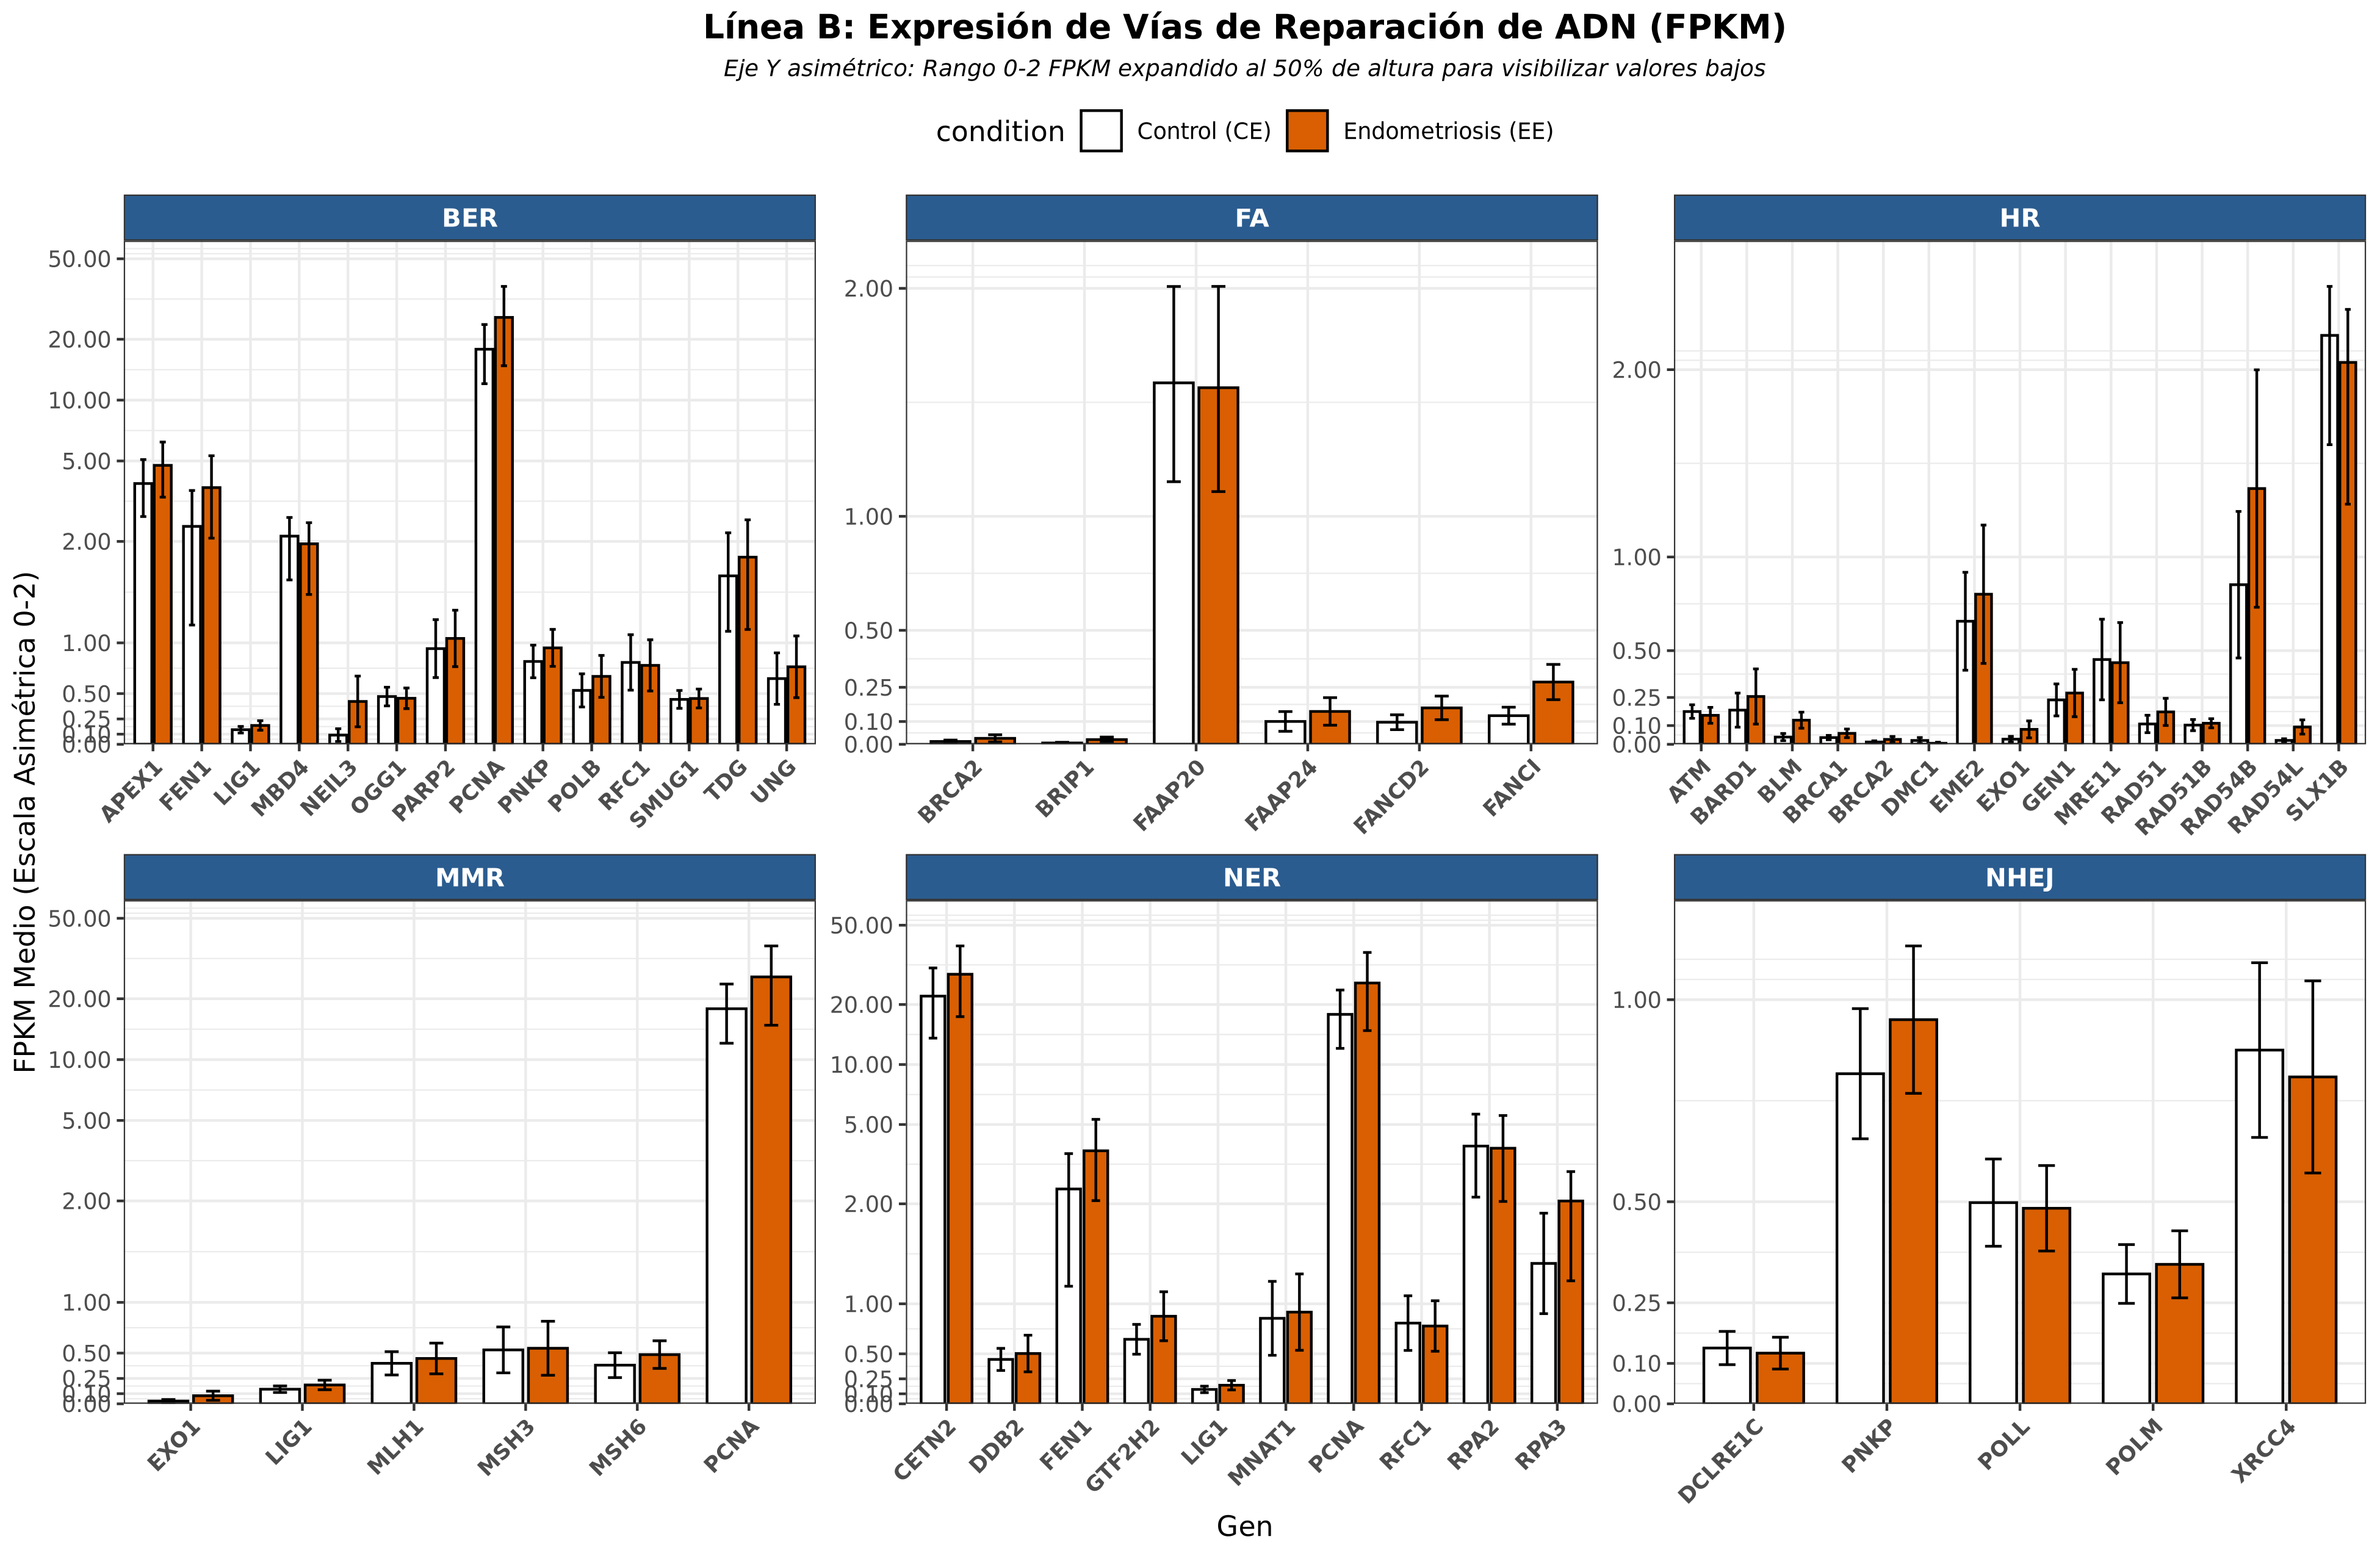 Línea B: Expresión de Vías de Reparación de ADN (FPKM)
Eje Y asimétrico: Rango 0-2 FPKM expandido al 50% de altura para visibilizar valores bajos
condition Control (CE) Endometriosis (EE)
FPKM Medio (Escala Asimétrica 0-2)
BER
50.00
20.00
10.00
5.00
2.00
1.00
0.50
0.25
0.10
0.00
APEX1 FEN1 LIG1 MBD4 NEIL3 OGG1 PARP2 PCNA PNKP POLB RFC1 SMUG1 TDG UNG
FA
2.00
1.00
0.50
0.25
0.10
0.00
BRCA2 BRIP1 FAAP20 FAAP24 FANCD2 FANCI
HR
2.00
1.00
0.50
0.25
0.10
0.00
ATM BARD1 BLM BRCA1 BRCA2 DMC1 EME2 EXO1 GEN1 MRE11 RAD51 RAD51B RAD54B RAD54L SLX1B
MMR
50.00
20.00
10.00
5.00
2.00
1.00
0.50
0.25
0.10
0.00
EXO1 LIG1 MLH1 MSH3 MSH6 PCNA
NER
50.00
20.00
10.00
5.00
2.00
1.00
0.50
0.25
0.10
0.00
CETN2 DDB2 FEN1 GTF2H2 LIG1 MNAT1 PCNA RFC1 RPA2 RPA3
NHEJ
1.00
0.50
0.25
0.10
0.00
DCLRE1C PNKP POLL POLM XRCC4
Gen